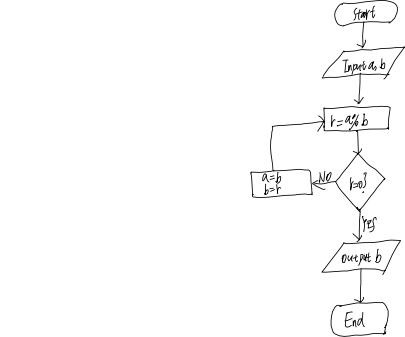 Start
Input a, b
r=a%b
r=0?
NO
a=b
b=r
Yes
output b
End